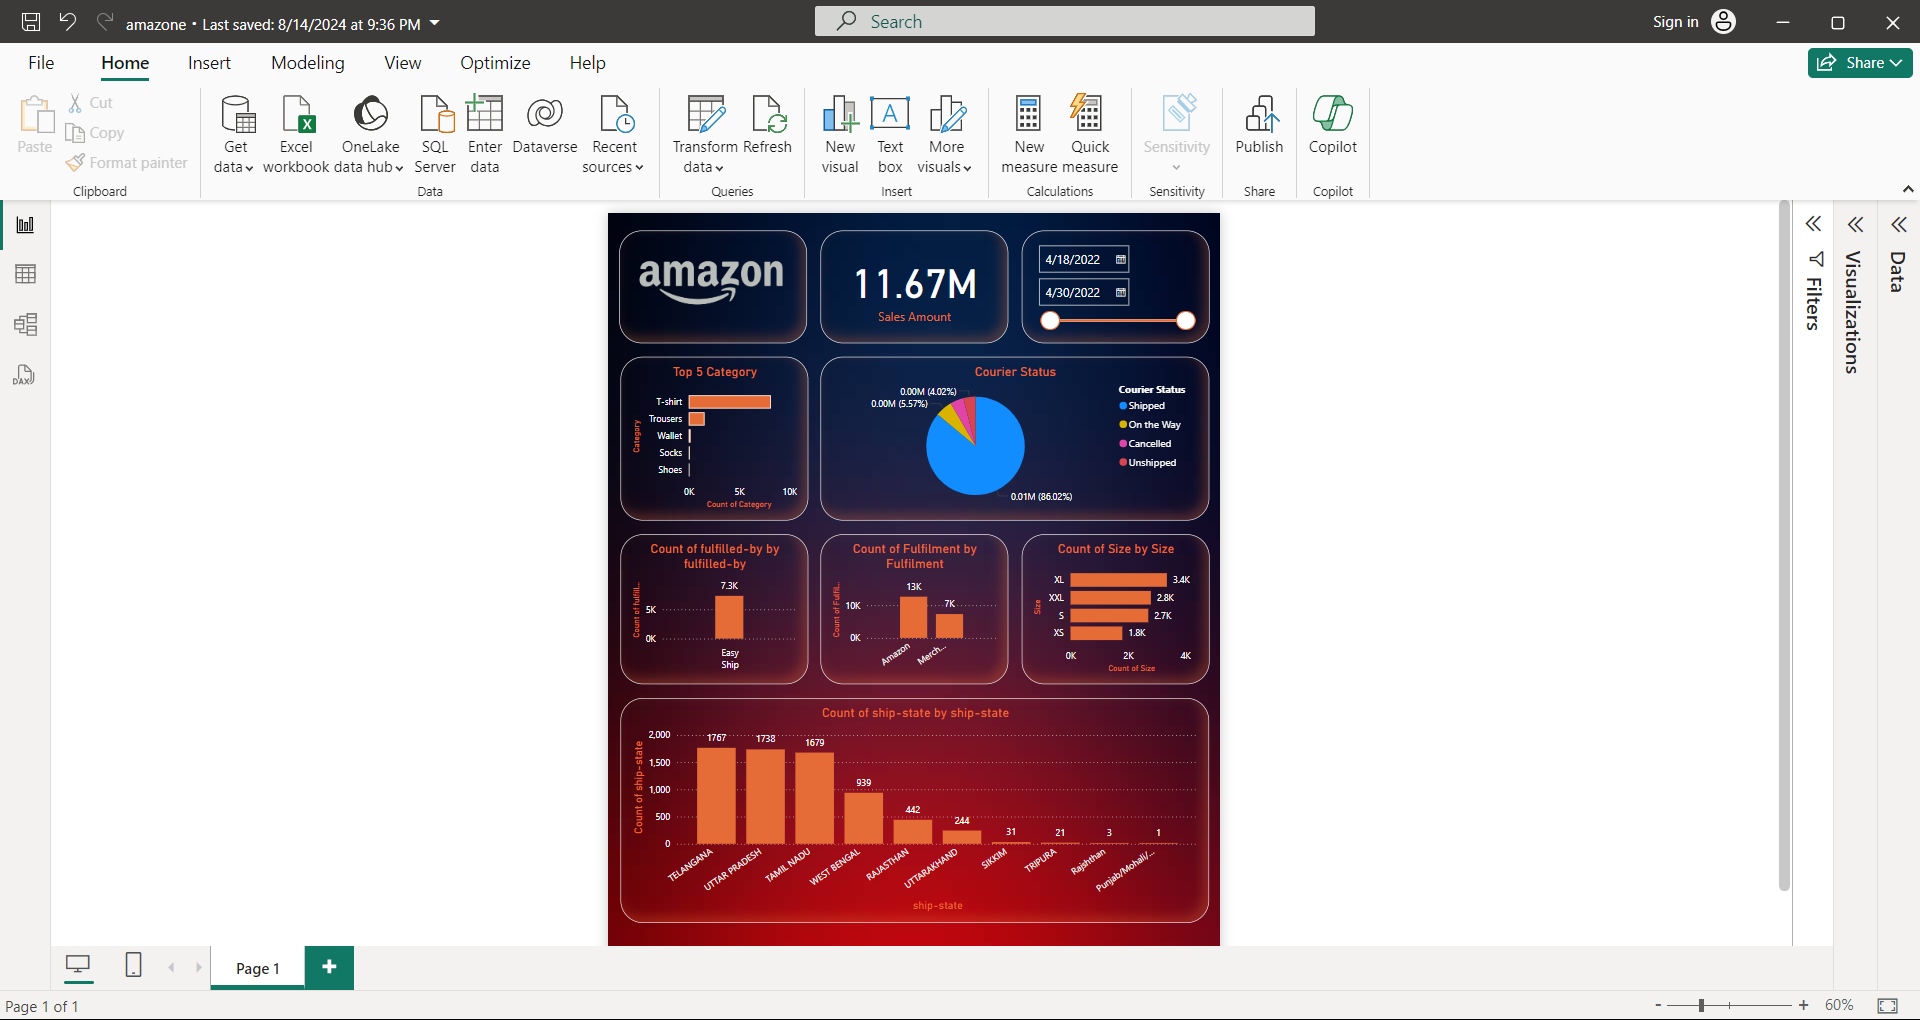 amazone • Last saved: 8/14/2024 at 9:36 PM
Search
Sign in
File
Home
Insert
Modeling
View
Optimize
Help
Share
Paste
Cut
Copy
Format painter
Clipboard
Get data
Excel workbook
OneLake data hub
SQL Server
Enter data
Dataverse
Recent sources
Data
Transform data
Refresh
Queries
New visual
Text box
More visuals
Insert
New measure
Quick measure
Calculations
Sensitivity
Sensitivity
Publish
Share
Copilot
Copilot
DAX
amazon
11.67M
Sales Amount
4/18/2022
4/30/2022
Top 5 Category
Category
T-shirt
Trousers
Wallet
Socks
Shoes
0K 5K 10K
Count of Category
Courier Status
0.00M (4.02%)
0.00M (5.57%)
0.01M (86.02%)
Courier Status
Shipped
On the Way
Cancelled
Unshipped
Count of fulfilled-by by
fulfilled-by
Count of fulfill...
7.3K
5K
0K
Easy
Ship
Count of Fulfilment by
Fulfilment
Count of Fulfil...
13K
7K
10K
0K
Amazon
Merch...
Count of Size by Size
Size
XL 3.4K
XXL 2.8K
S 2.7K
XS 1.8K
0K 2K 4K
Count of Size
Count of ship-state by ship-state
Count of ship-state
2,000
1,500
1,000
500
0
1767 1738 1679 939 442 244 31 21 3 1
TELANGANA
UTTAR PRADESH
TAMIL NADU
WEST BENGAL
RAJASTHAN
UTTARAKHAND
SIKKIM
TRIPURA
Rajshthan
Punjab/Mohali/...
ship-state
Filters
Visualizations
Data
Page 1
Page 1 of 1
- + 60%